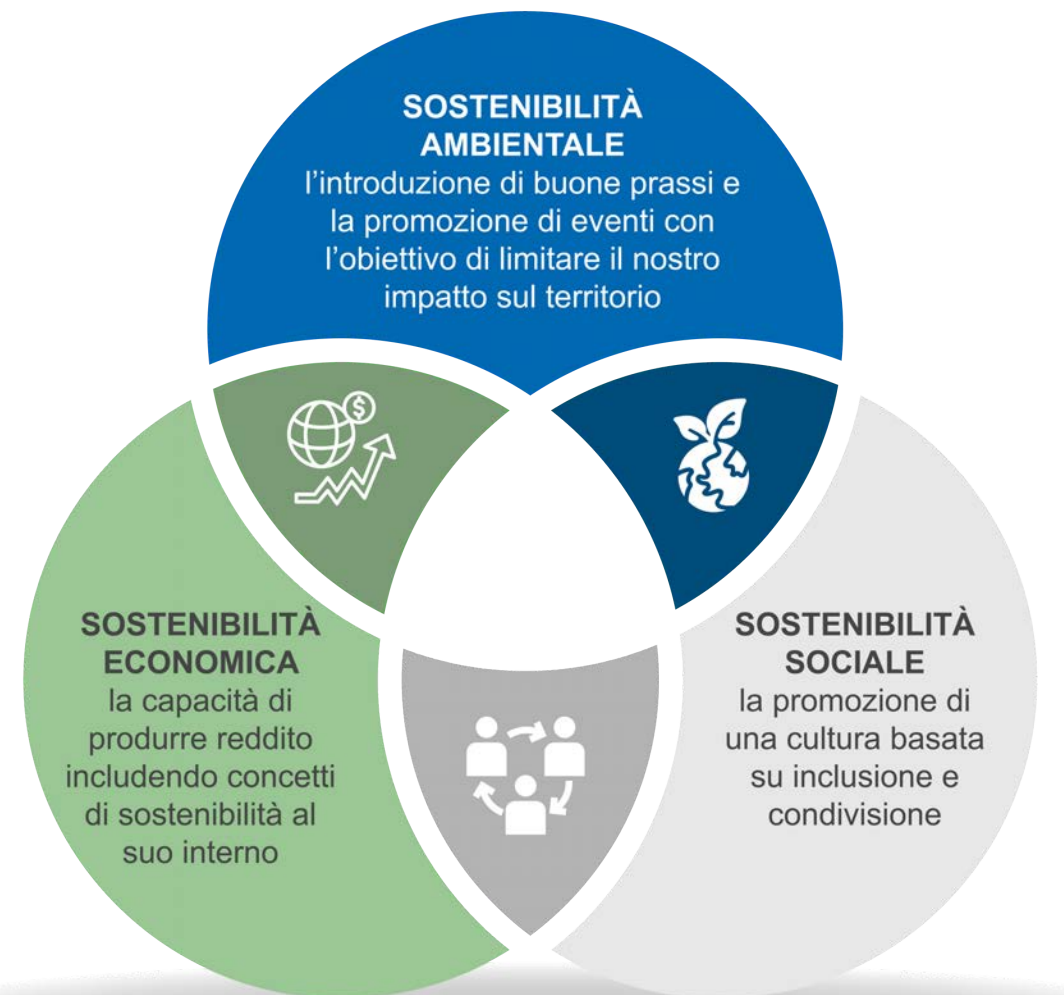 SOSTENIBILITÀ
AMBIENTALE
l’introduzione di buone prassi e
la promozione di eventi con
l’obiettivo di limitare il nostro
impatto sul territorio
$
SOSTENIBILITÀ
ECONOMICA
la capacità di
produrre reddito
includendo concetti
di sostenibilità al
suo interno
SOSTENIBILITÀ
SOCIALE
la promozione di
una cultura basata
su inclusione e
condivisione